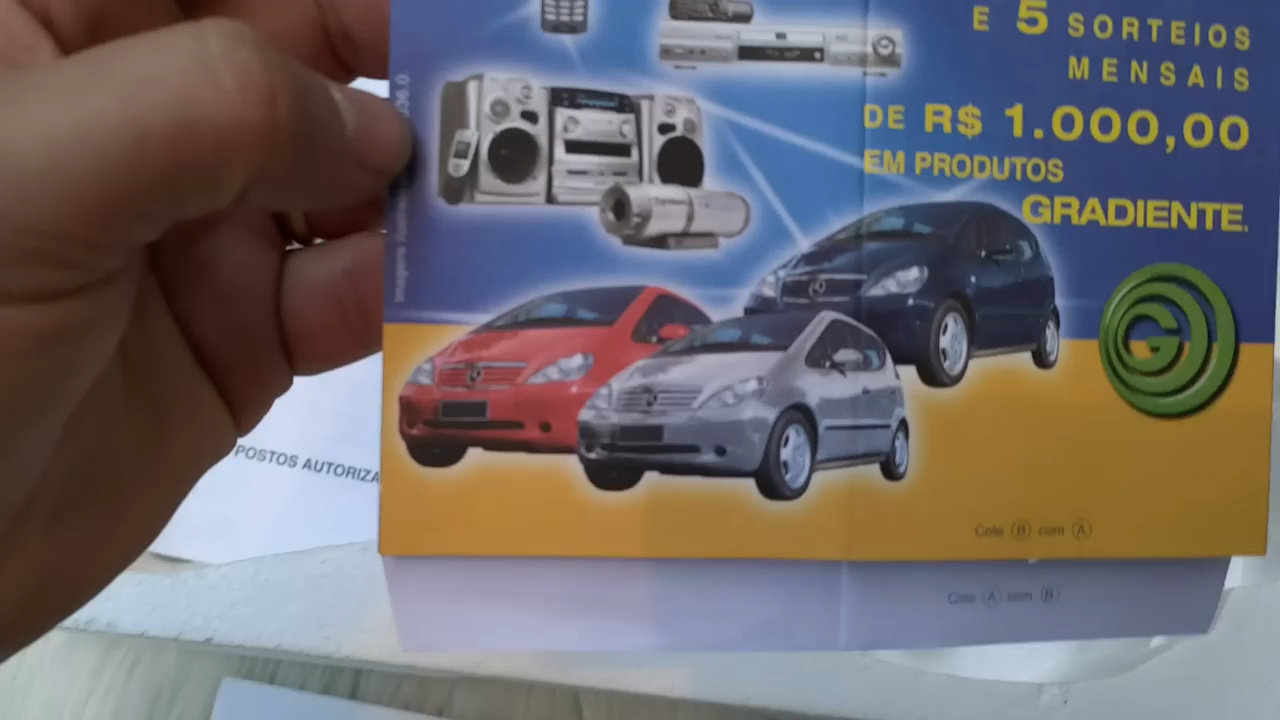 E 5 SORTEIOS
MENSAIS
DE R$ 1.000,00
EM PRODUTOS
GRADIENTE.
G
POSTOS AUTORIZA
Cole B com A
Cole A com B